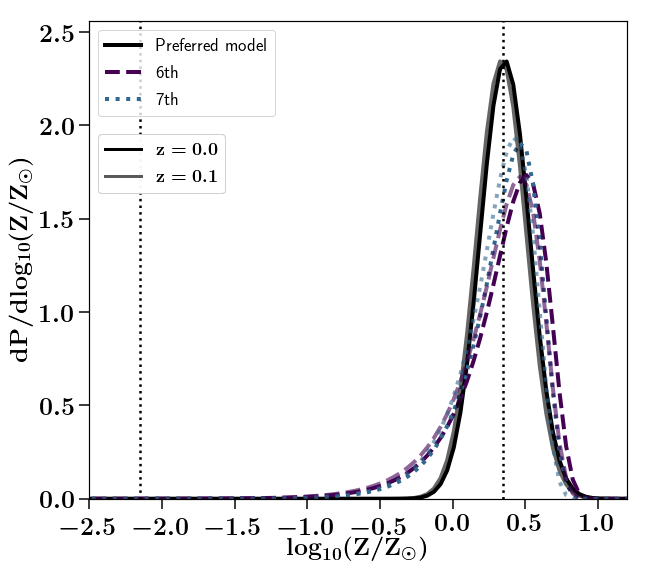 Preferred model
6th
7th
z = 0.0
z = 0.1
dP/dlog₁₀(Z/Z☉)
2.5
2.0
1.5
1.0
0.5
0.0
−2.5 −2.0 −1.5 −1.0 −0.5 0.0 0.5 1.0
log₁₀(Z/Z☉)